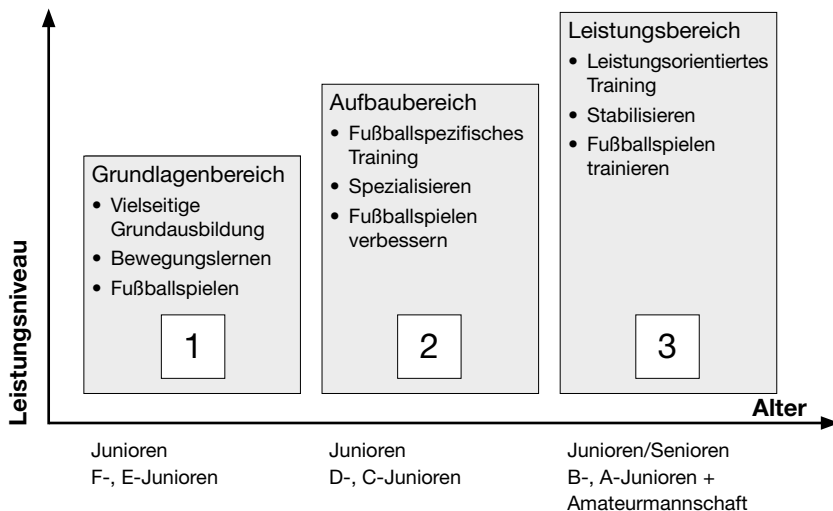 Leistungsniveau
Grundlagenbereich
• Vielseitige
Grundausbildung
• Bewegungslernen
• Fußballspielen
1
Aufbaubereich
• Fußballspezifisches
Training
• Spezialisieren
• Fußballspielen
verbessern
2
Leistungsbereich
• Leistungsorientiertes
Training
• Stabilisieren
• Fußballspielen
trainieren
3
Alter
Junioren
F-, E-Junioren
Junioren
D-, C-Junioren
Junioren/Senioren
B-, A-Junioren +
Amateurmannschaft